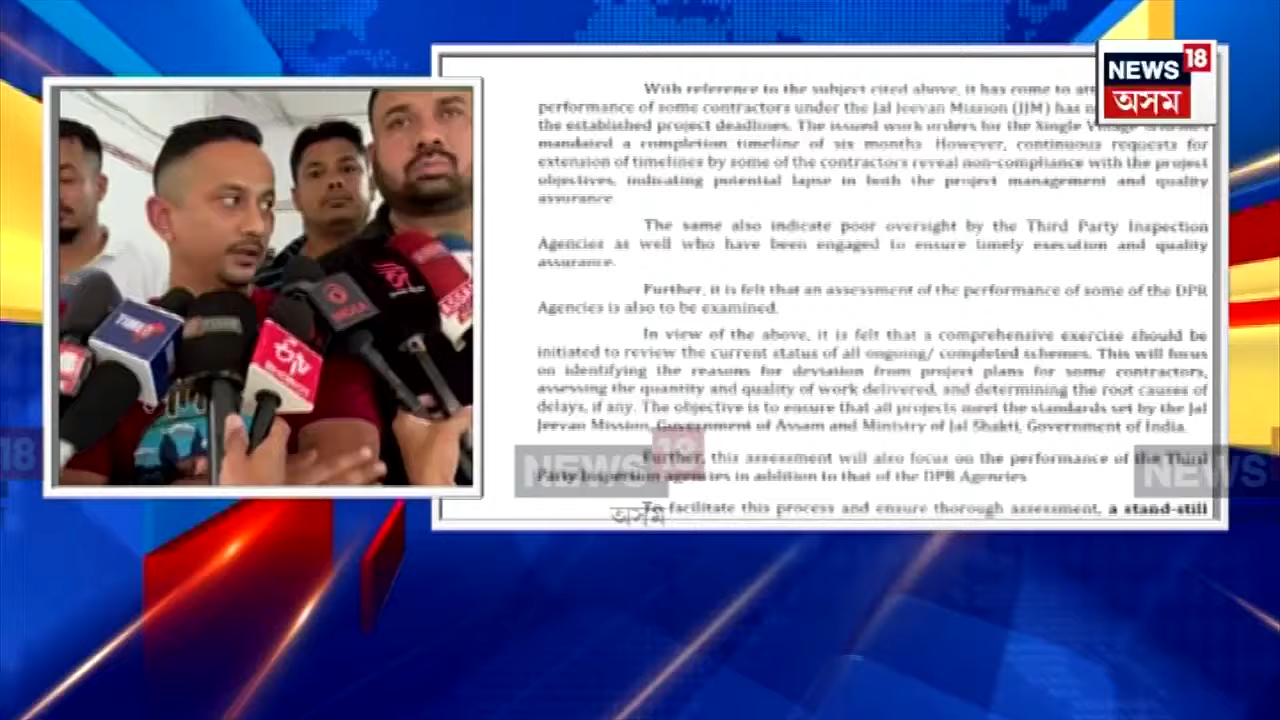 NEWS 18
অসম
With reference to the subject cited above, it has come to
performance of some contractors under the Jal Jeevan Mission (JJM) has
the established project deadlines. The issued work orders for the Single Village
mandated a completion timeline of six months. However, continuous requests for
extension of timelines by some of the contractors reveal non-compliance with the project
objectives, indicating potential lapse in both the project management and quality
assurance.
The same also indicate poor oversight by the Third Party Inspection
Agencies as well who have been engaged to ensure timely execution and quality
assurance.
Further, it is felt that an assessment of the performance of some of the DPR
Agencies is also to be examined.
In view of the above, it is felt that a comprehensive exercise should be
initiated to review the current status of all ongoing/ completed schemes. This will focus
on identifying the reasons for deviation from project plans for some contractors,
assessing the quantity and quality of work delivered, and determining the root causes of
delays, if any. The objective is to ensure that all projects meet the standards set by the Jal
Jeevan Mission, Government of Assam and Ministry of Jal Shakti, Government of India.
Further, this assessment will also focus on the performance of the Third
Party Inspection agencies in addition to that of the DPR Agencies
To facilitate this process and ensure thorough assessment, a stand-still
NEWS 18
অসম
NEWS
18